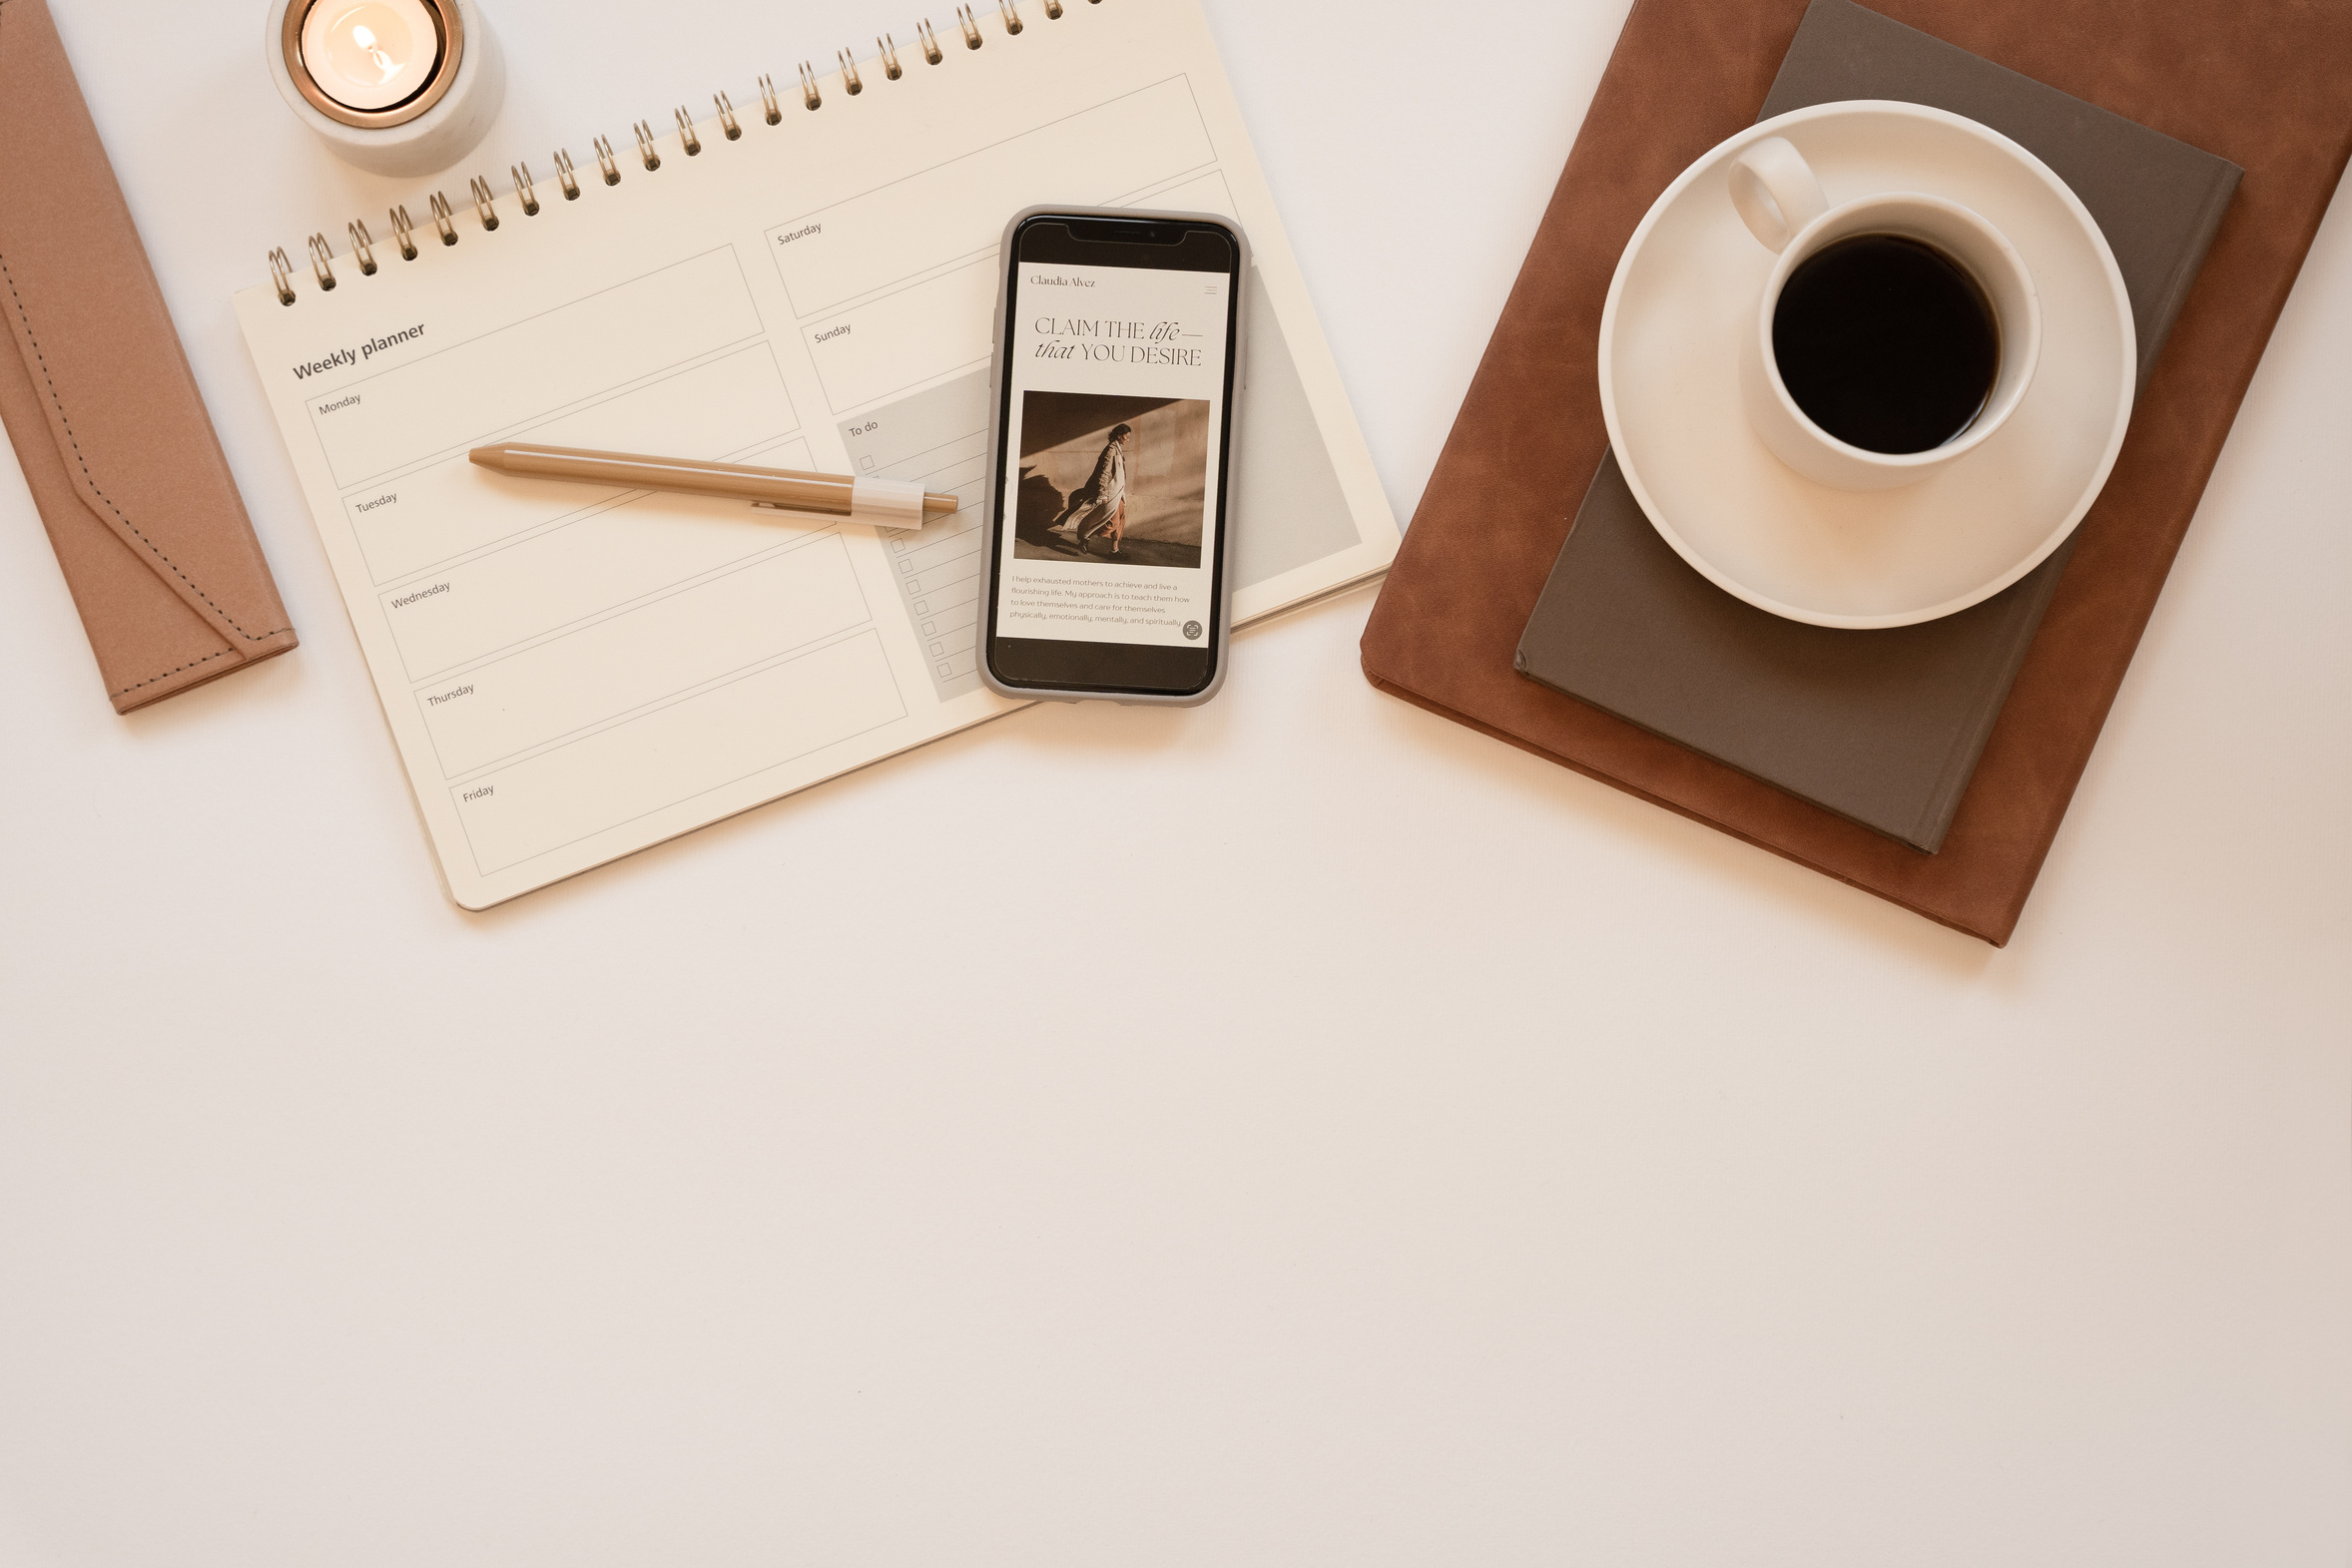 Weekly planner
Monday
Tuesday
Wednesday
Thursday
Friday
Saturday
Sunday
To do
Claudia Alvez
CLAIM THE life—
that YOU DESIRE
I help exhausted mothers to achieve and live a
flourishing life. My approach is to teach them how
to love themselves and care for themselves
physically, emotionally, mentally, and spiritually